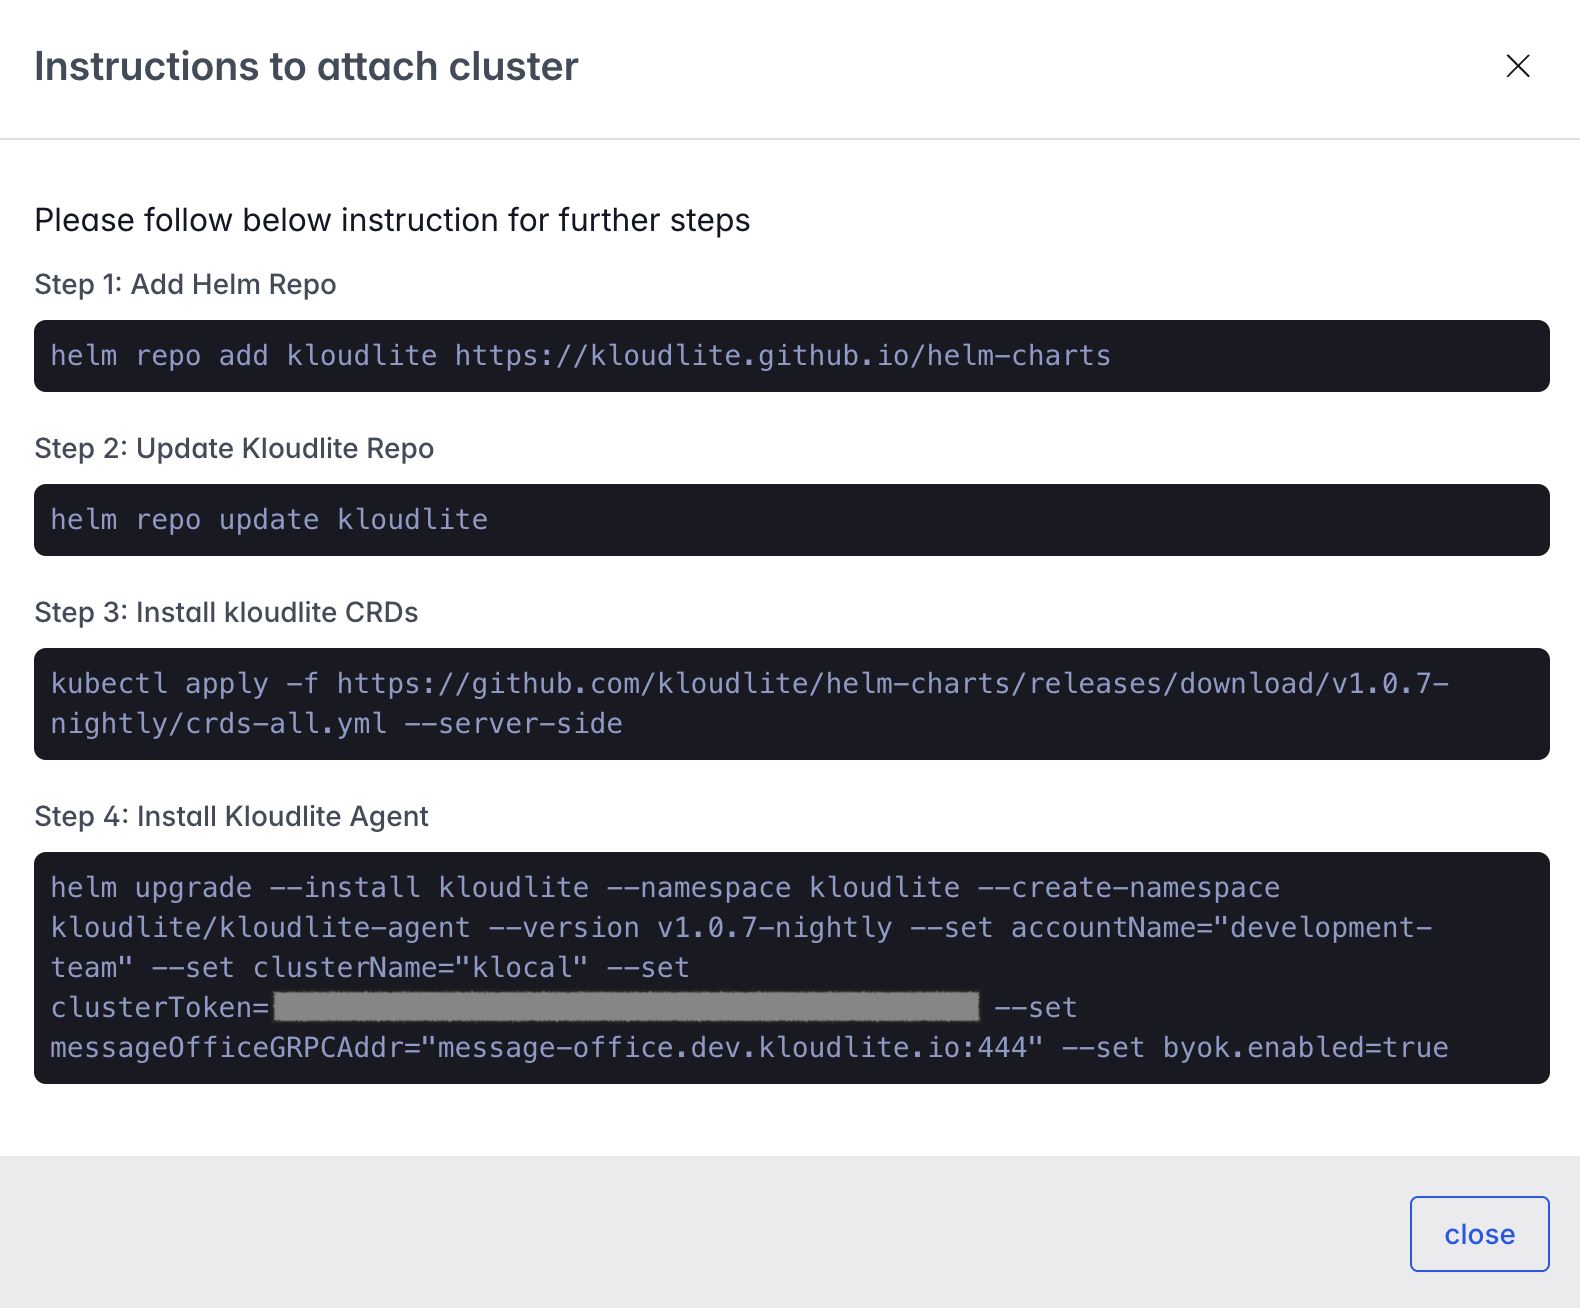 Instructions to attach cluster
Please follow below instruction for further steps
Step 1: Add Helm Repo
helm repo add kloudlite https://kloudlite.github.io/helm-charts
Step 2: Update Kloudlite Repo
helm repo update kloudlite
Step 3: Install kloudlite CRDs
kubectl apply -f https://github.com/kloudlite/helm-charts/releases/download/v1.0.7-
nightly/crds-all.yml --server-side
Step 4: Install Kloudlite Agent
helm upgrade --install kloudlite --namespace kloudlite --create-namespace
kloudlite/kloudlite-agent --version v1.0.7-nightly --set accountName="development-
team" --set clusterName="klocal" --set
clusterToken= --set
messageOfficeGRPCAddr="message-office.dev.kloudlite.io:444" --set byok.enabled=true
close